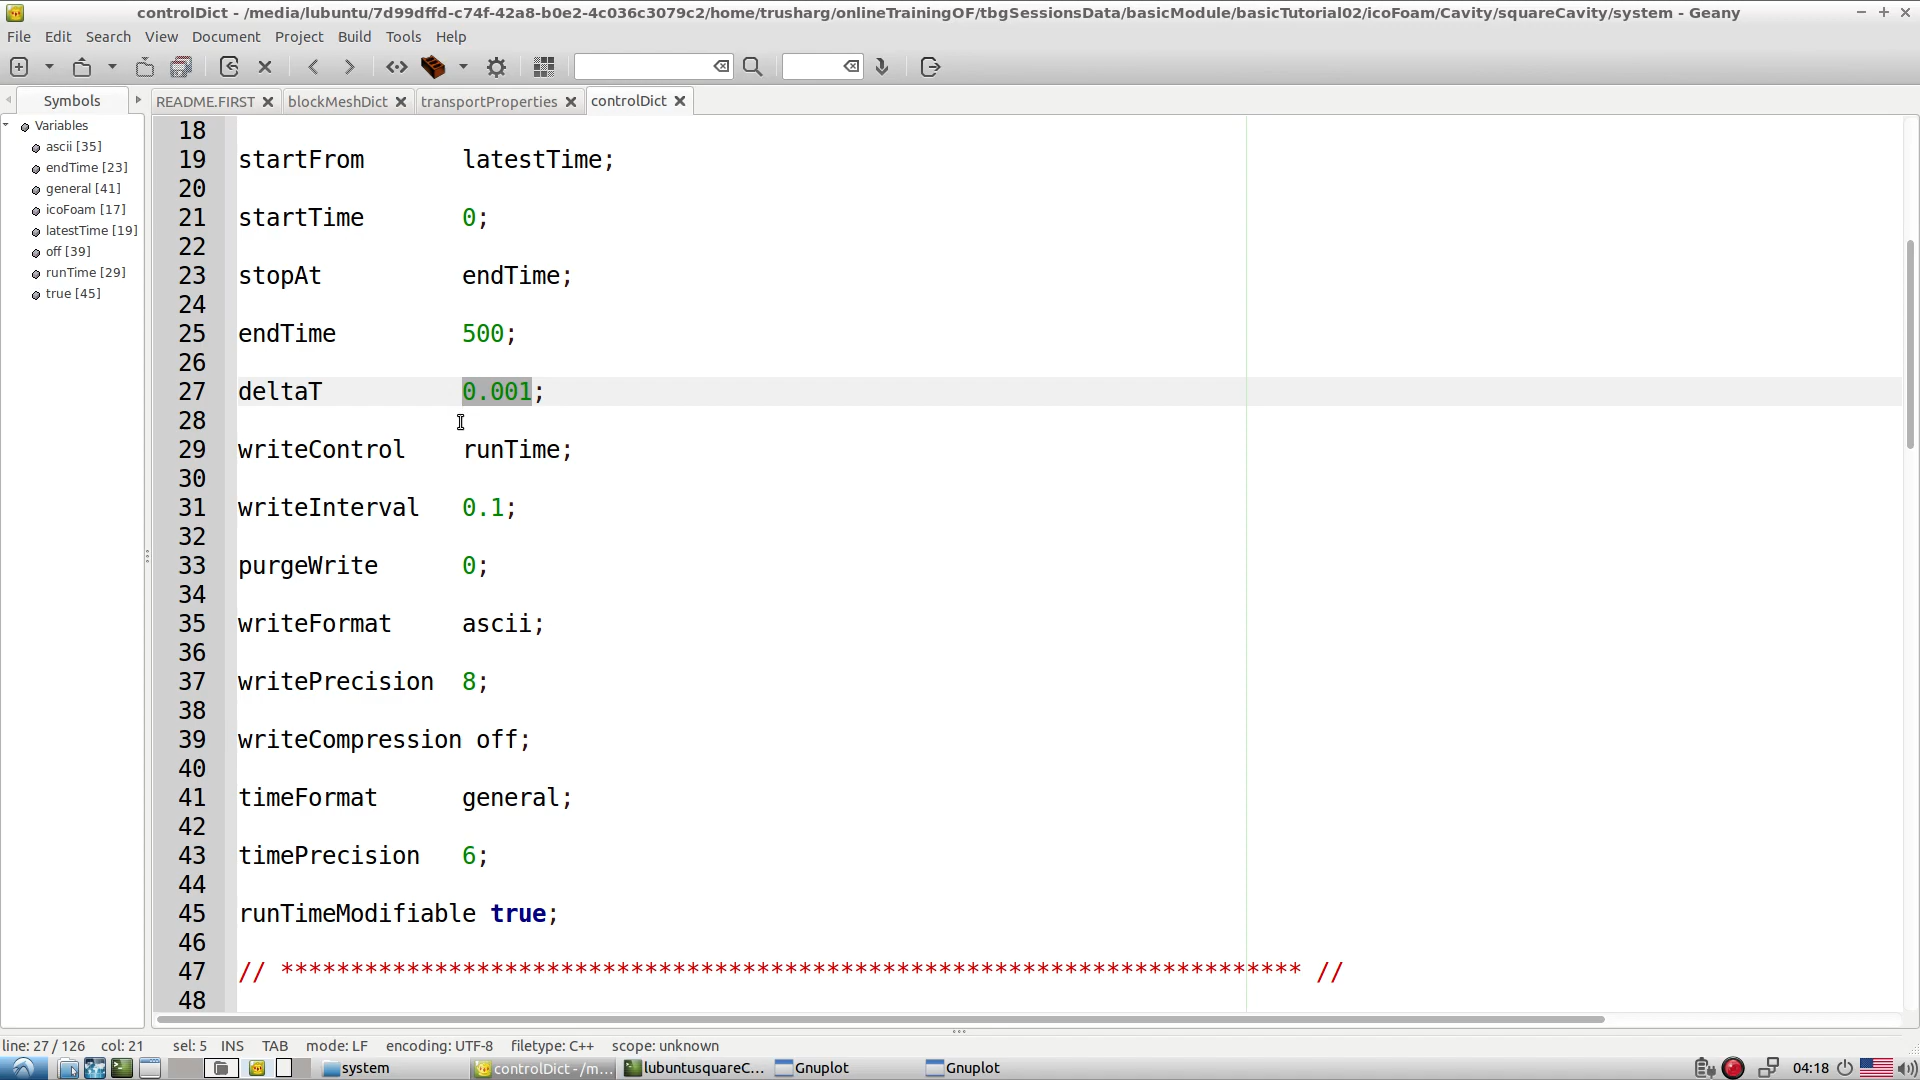 controlDict - /media/lubuntu/7d99dffd-c74f-42a8-b0e2-4c036c3079c2/home/trusharg/onlineTrainingOF/tbgSessionsData/basicModule/basicTutorial02/icoFoam/Cavity/squareCavity/system - Geany
File Edit Search View Document Project Build Tools Help
Symbols README.FIRST blockMeshDict transportProperties controlDict
Variables
ascii [35]
endTime [23]
general [41]
icoFoam [17]
latestTime [19]
off [39]
runTime [29]
true [45]
18
19 startFrom latestTime;
20
21 startTime 0;
22
23 stopAt endTime;
24
25 endTime 500;
26
27 deltaT 0.001;
28
29 writeControl runTime;
30
31 writeInterval 0.1;
32
33 purgeWrite 0;
34
35 writeFormat ascii;
36
37 writePrecision 8;
38
39 writeCompression off;
40
41 timeFormat general;
42
43 timePrecision 6;
44
45 runTimeModifiable true;
46
47 // ************************************************************************* //
48
line: 27 / 126 col: 21 sel: 5 INS TAB mode: LF encoding: UTF-8 filetype: C++ scope: unknown
system controlDict - /m... lubuntusquareC... Gnuplot Gnuplot 04:18